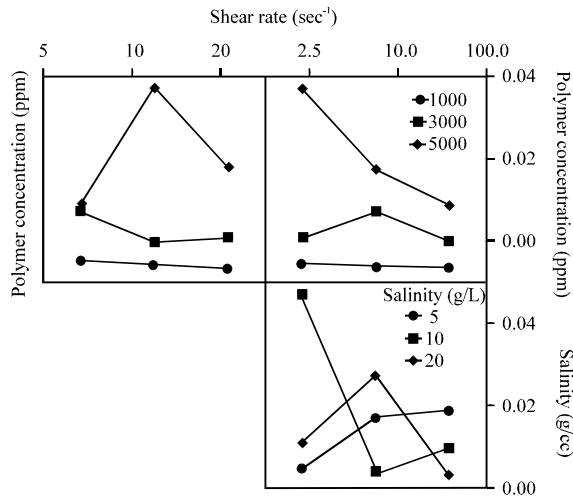 Shear rate (sec-1)
5 10 20 2.5 10.0 100.0
Polymer concentration (ppm)
1000
3000
5000
0.04
0.02
0.00
Polymer concentration (ppm)
Salinity (g/L)
5
10
20
0.04
0.02
0.00
Salinity (g/cc)